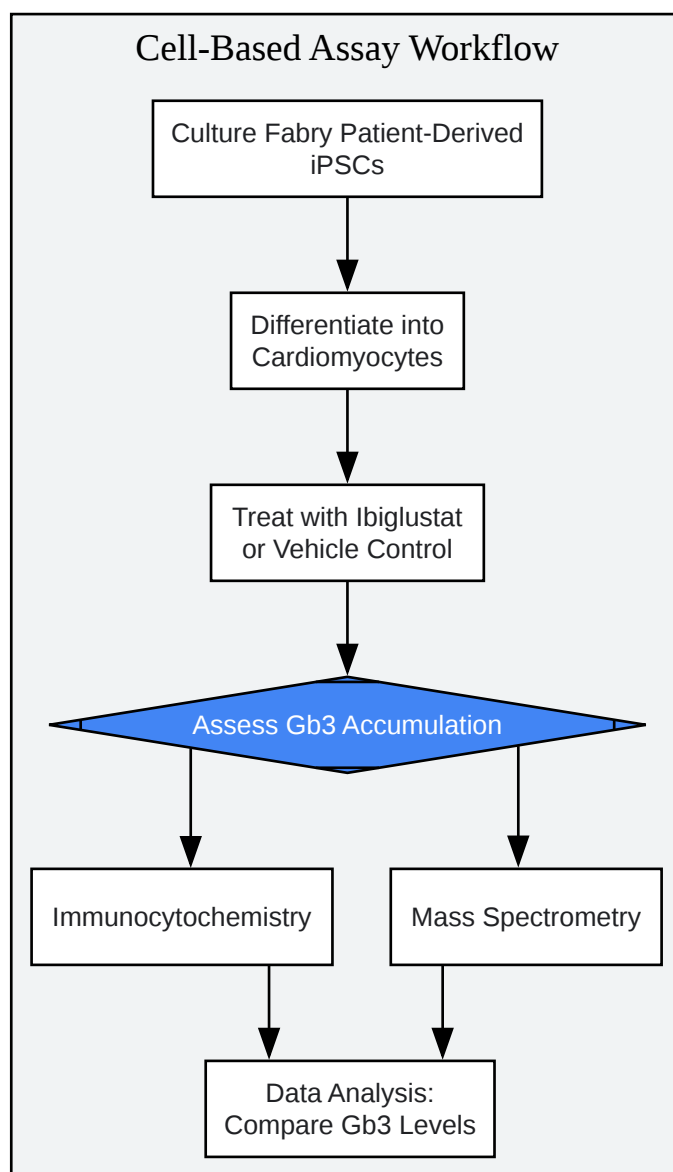 Cell-Based Assay Workflow
Culture Fabry Patient-Derived
iPSCs
Differentiate into
Cardiomyocytes
Treat with Ibiglustat
or Vehicle Control
Assess Gb3 Accumulation
Immunocytochemistry
Mass Spectrometry
Data Analysis:
Compare Gb3 Levels